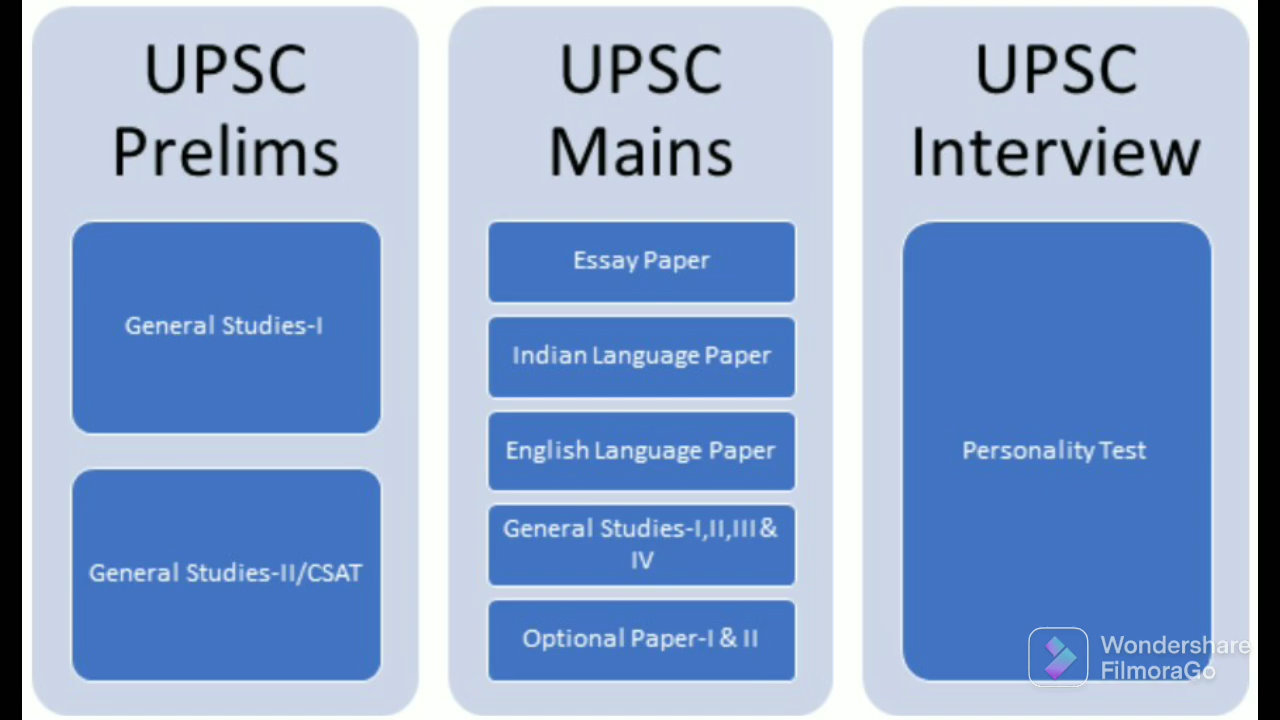 UPSC
Prelims
General Studies-I
General Studies-II/CSAT
UPSC
Mains
Essay Paper
Indian Language Paper
English Language Paper
General Studies-I,II,III &
IV
Optional Paper-I & II
UPSC
Interview
Personality Test
Wondershare
FilmoraGo